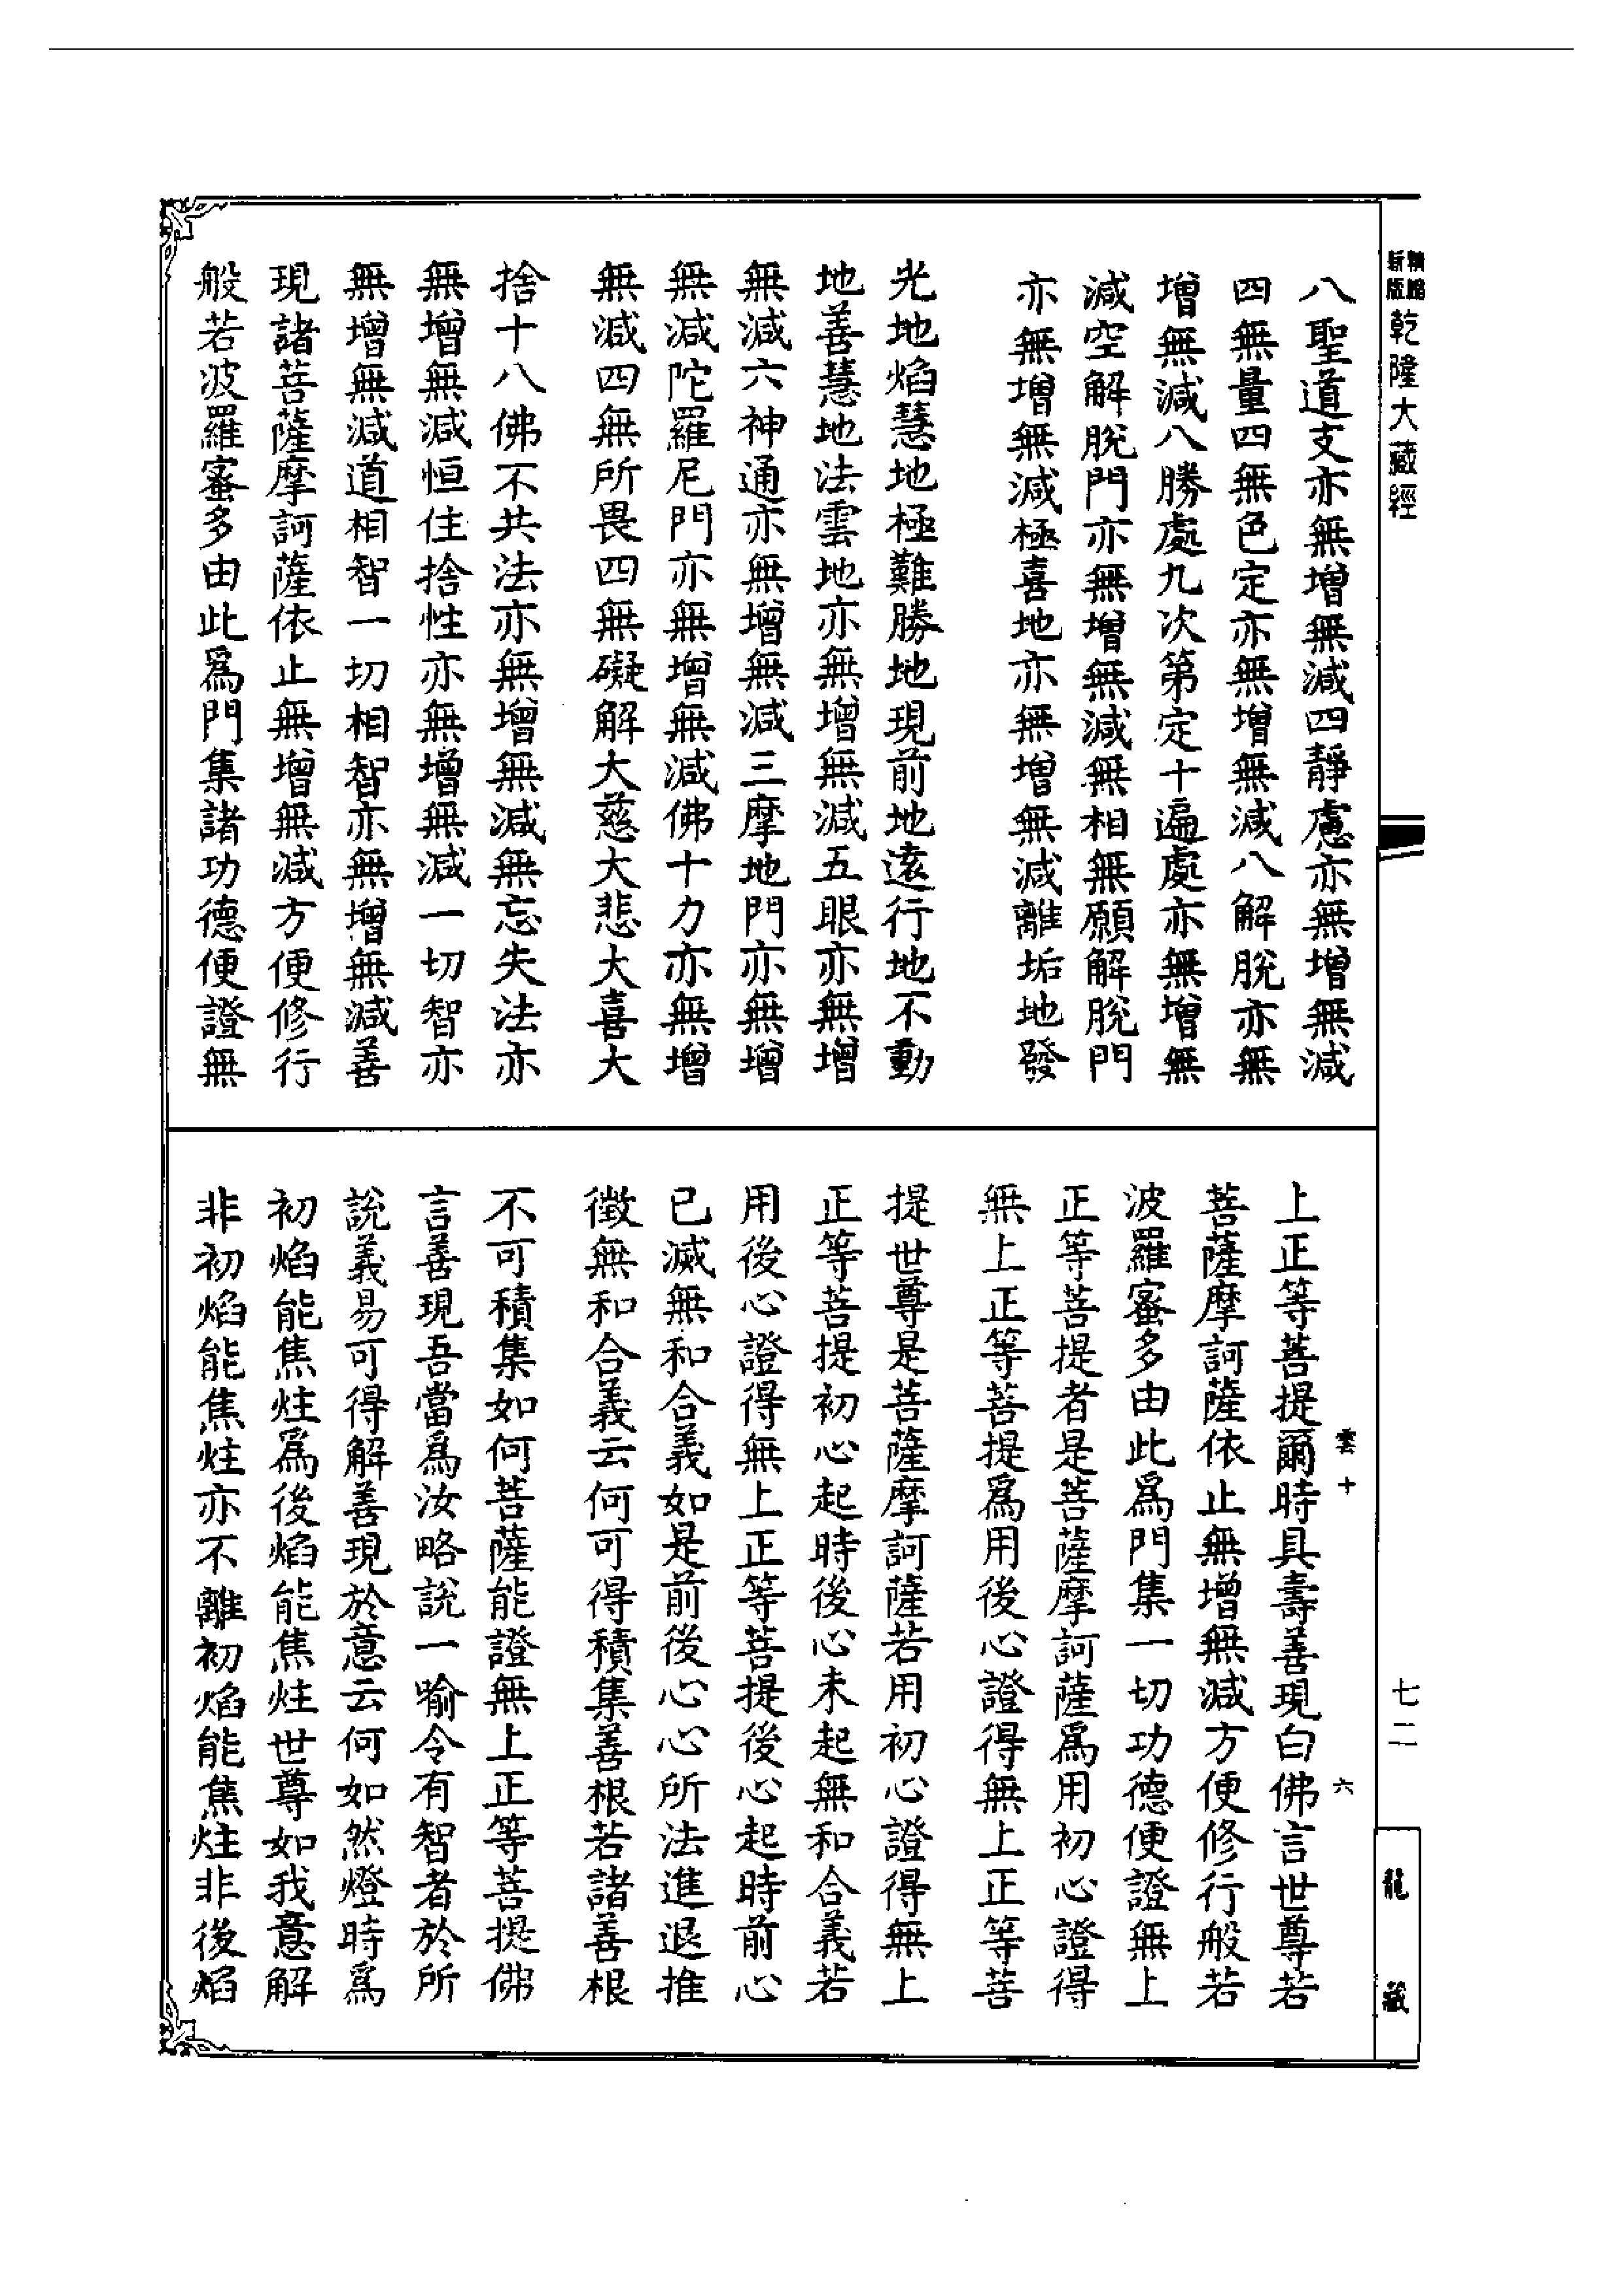 精縮新版乾隆大藏經
八聖道支亦無增無減四靜慮亦無增無減
四無量四無色定亦無增無減八解脫亦無
增無減八勝處九次第定十遍處亦無增無
減空解脫門亦無增無減無相無願解脫門
亦無增無減極喜地亦無增無減離垢地發
光地焰慧地極難勝地現前地遠行地不動
地善慧地法雲地亦無增無減五眼亦無增
無減六神通亦無增無減三摩地門亦無增
無減陀羅尼門亦無增無減佛十力亦無增
無減四無所畏四無礙解大慈大悲大喜大
捨十八佛不共法亦無增無減無忘失法亦
無增無減恒住捨性亦無增無減一切智亦
無增無減道相智一切相智亦無增無減善
現諸菩薩摩訶薩依止無增無減方便修行
般若波羅蜜多由此爲門集諸功德便證無
七二
龍藏
雲十 六
上正等菩提爾時具壽善現白佛言世尊若
菩薩摩訶薩依止無增無減方便修行般若
波羅蜜多由此爲門集一切功德便證無上
正等菩提者是菩薩摩訶薩爲用初心證得
無上正等菩提爲用後心證得無上正等菩
提世尊是菩薩摩訶薩若用初心證得無上
正等菩提初心起時後心未起無和合義若
用後心證得無上正等菩提後心起時前心
已滅無和合義如是前後心心所法進退推
徵無和合義云何可得積集善根若諸善根
不可積集如何菩薩能證無上正等菩提佛
言善現吾當爲汝略說一喻令有智者於所
說義易可得解善現於意云何如然燈時爲
初焰能焦炷爲後焰能焦炷世尊如我意解
非初焰能焦炷亦不離初焰能焦炷非後焰